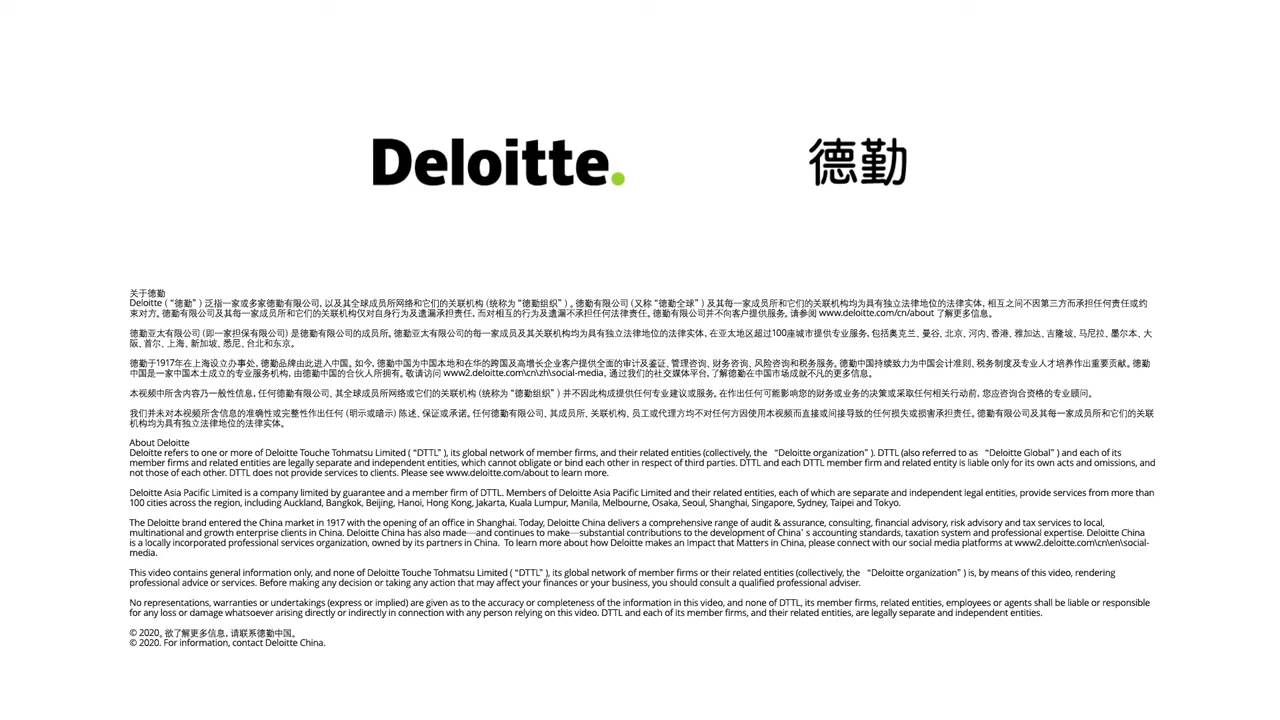 Deloitte. 德勤
关于德勤
Deloitte（“德勤”）泛指一家或多家德勤有限公司，以及其全球成员所网络和它们的关联机构（统称为“德勤组织”）。德勤有限公司（又称“德勤全球”）及其每一家成员所和它们的关联机构均为具有独立法律地位的法律实体，相互之间不因第三方而承担任何责任或约
束对方。德勤有限公司及其每一家成员所和它们的关联机构仅对自身行为及遗漏承担责任，而对相互的行为及遗漏不承担任何法律责任。德勤有限公司并不向客户提供服务。请参阅 www.deloitte.com/cn/about 了解更多信息。
德勤亚太有限公司（即一家担保有限公司）是德勤有限公司的成员所。德勤亚太有限公司的每一家成员及其关联机构均为具有独立法律地位的法律实体，在亚太地区超过100座城市提供专业服务，包括奥克兰、曼谷、北京、河内、香港、雅加达、吉隆坡、马尼拉、墨尔本、大
阪、首尔、上海、新加坡、悉尼、台北和东京。
德勤于1917年在上海设立办事处，德勤品牌由此进入中国。如今，德勤中国为中国本地和在华的跨国及高增长企业客户提供全面的审计及鉴证、管理咨询、财务咨询、风险咨询和税务服务。德勤中国持续致力为中国会计准则、税务制度及专业人才培养作出重要贡献。德勤
中国是一家中国本土成立的专业服务机构，由德勤中国的合伙人所拥有。敬请访问 www2.deloitte.com\cn\zh\social-media，通过我们的社交媒体平台，了解德勤在中国市场成就不凡的更多信息。
本视频中所含内容乃一般性信息，任何德勤有限公司、其全球成员所网络或它们的关联机构（统称为“德勤组织”）并不因此构成提供任何专业建议或服务。在作出任何可能影响您的财务或业务的决策或采取任何相关行动前，您应咨询合资格的专业顾问。
我们并未对本视频所含信息的准确性或完整性作出任何（明示或暗示）陈述、保证或承诺。任何德勤有限公司、其成员所、关联机构、员工或代理方均不对任何方因使用本视频而直接或间接导致的任何损失或损害承担责任。德勤有限公司及其每一家成员所和它们的关联
机构均为具有独立法律地位的法律实体。
About Deloitte
Deloitte refers to one or more of Deloitte Touche Tohmatsu Limited (“DTTL”), its global network of member firms, and their related entities (collectively, the “Deloitte organization”). DTTL (also referred to as “Deloitte Global”) and each of its
member firms and related entities are legally separate and independent entities, which cannot obligate or bind each other in respect of third parties. DTTL and each DTTL member firm and related entity is liable only for its own acts and omissions, and
not those of each other. DTTL does not provide services to clients. Please see www.deloitte.com/about to learn more.
Deloitte Asia Pacific Limited is a company limited by guarantee and a member firm of DTTL. Members of Deloitte Asia Pacific Limited and their related entities, each of which are separate and independent legal entities, provide services from more than
100 cities across the region, including Auckland, Bangkok, Beijing, Hanoi, Hong Kong, Jakarta, Kuala Lumpur, Manila, Melbourne, Osaka, Seoul, Shanghai, Singapore, Sydney, Taipei and Tokyo.
The Deloitte brand entered the China market in 1917 with the opening of an office in Shanghai. Today, Deloitte China delivers a comprehensive range of audit & assurance, consulting, financial advisory, risk advisory and tax services to local,
multinational and growth enterprise clients in China. Deloitte China has also made—and continues to make—substantial contributions to the development of China's accounting standards, taxation system and professional expertise. Deloitte China
is a locally incorporated professional services organization, owned by its partners in China. To learn more about how Deloitte makes an Impact that Matters in China, please connect with our social media platforms at www2.deloitte.com\cn\en\social-
media.
This video contains general information only, and none of Deloitte Touche Tohmatsu Limited (“DTTL”), its global network of member firms or their related entities (collectively, the “Deloitte organization”) is, by means of this video, rendering
professional advice or services. Before making any decision or taking any action that may affect your finances or your business, you should consult a qualified professional adviser.
No representations, warranties or undertakings (express or implied) are given as to the accuracy or completeness of the information in this video, and none of DTTL, its member firms, related entities, employees or agents shall be liable or responsible
for any loss or damage whatsoever arising directly or indirectly in connection with any person relying on this video. DTTL and each of its member firms, and their related entities, are legally separate and independent entities.
© 2020。欲了解更多信息，请联系德勤中国。
© 2020. For information, contact Deloitte China.